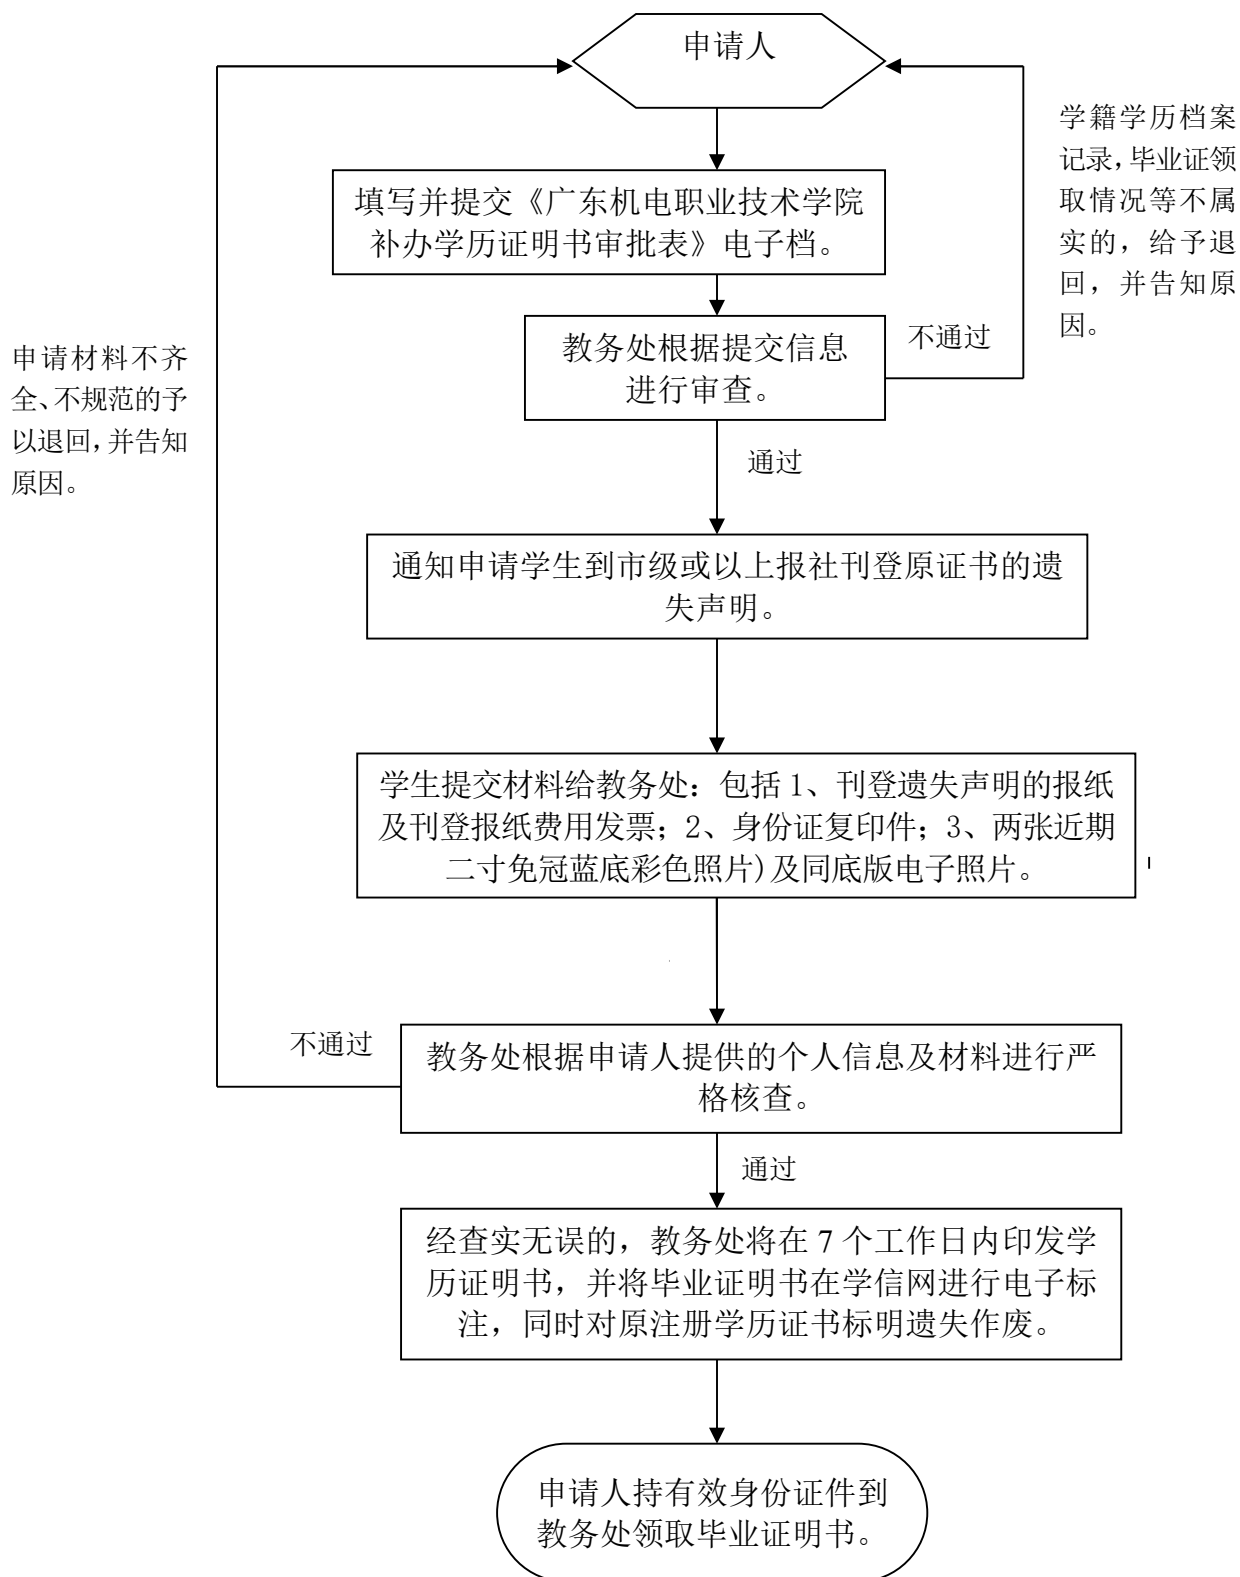 申请人
学籍学历档案
记录，毕业证领
取情况等不属
实的，给予退
回，并告知原
因。
填写并提交《广东机电职业技术学院
补办学历证明书审批表》电子档。
教务处根据提交信息
进行审查。
不通过
申请材料不齐
全、不规范的予
以退回，并告知
原因。
通过
通知申请学生到市级或以上报社刊登原证书的遗
失声明。
学生提交材料给教务处：包括 1、刊登遗失声明的报纸
及刊登报纸费用发票；2、身份证复印件；3、两张近期
二寸免冠蓝底彩色照片)及同底版电子照片。
不通过
教务处根据申请人提供的个人信息及材料进行严
格核查。
通过
经查实无误的，教务处将在 7 个工作日内印发学
历证明书，并将毕业证明书在学信网进行电子标
注，同时对原注册学历证书标明遗失作废。
申请人持有效身份证件到
教务处领取毕业证明书。